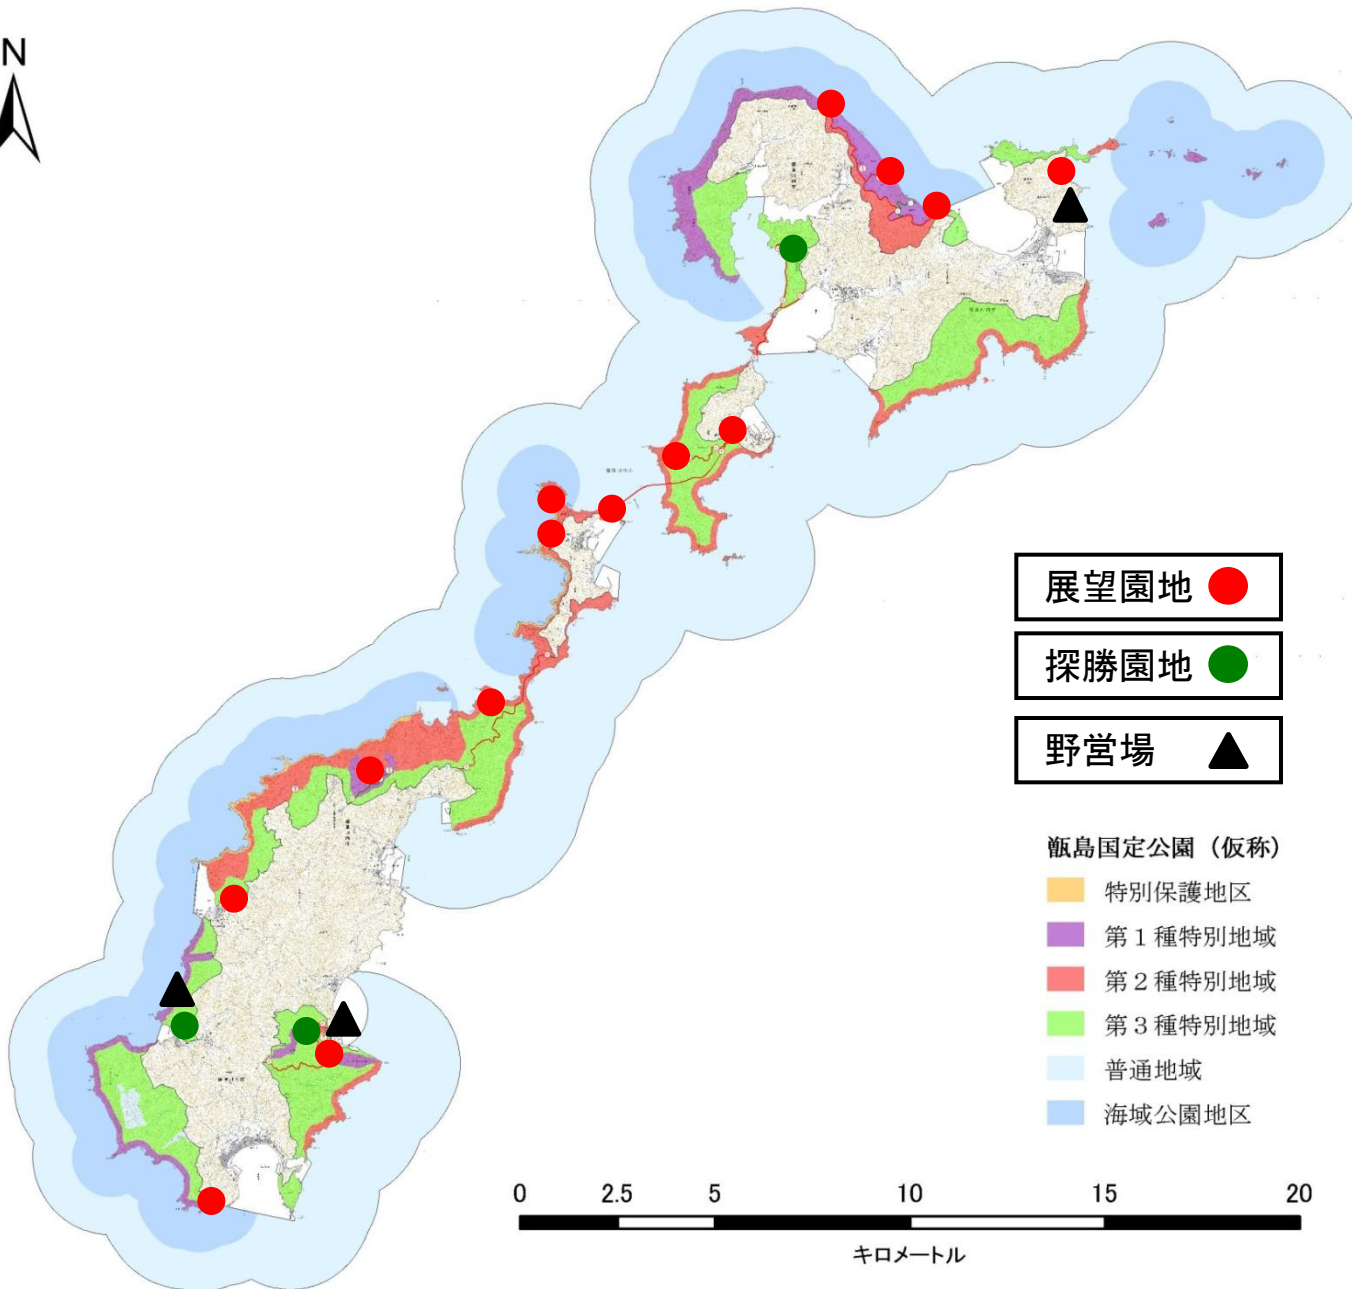 N
展望園地
探勝園地
野営場
甑島国定公園（仮称）
特別保護地区
第１種特別地域
第２種特別地域
第３種特別地域
普通地域
海域公園地区
0 2.5 5 10 15 20
キロメートル